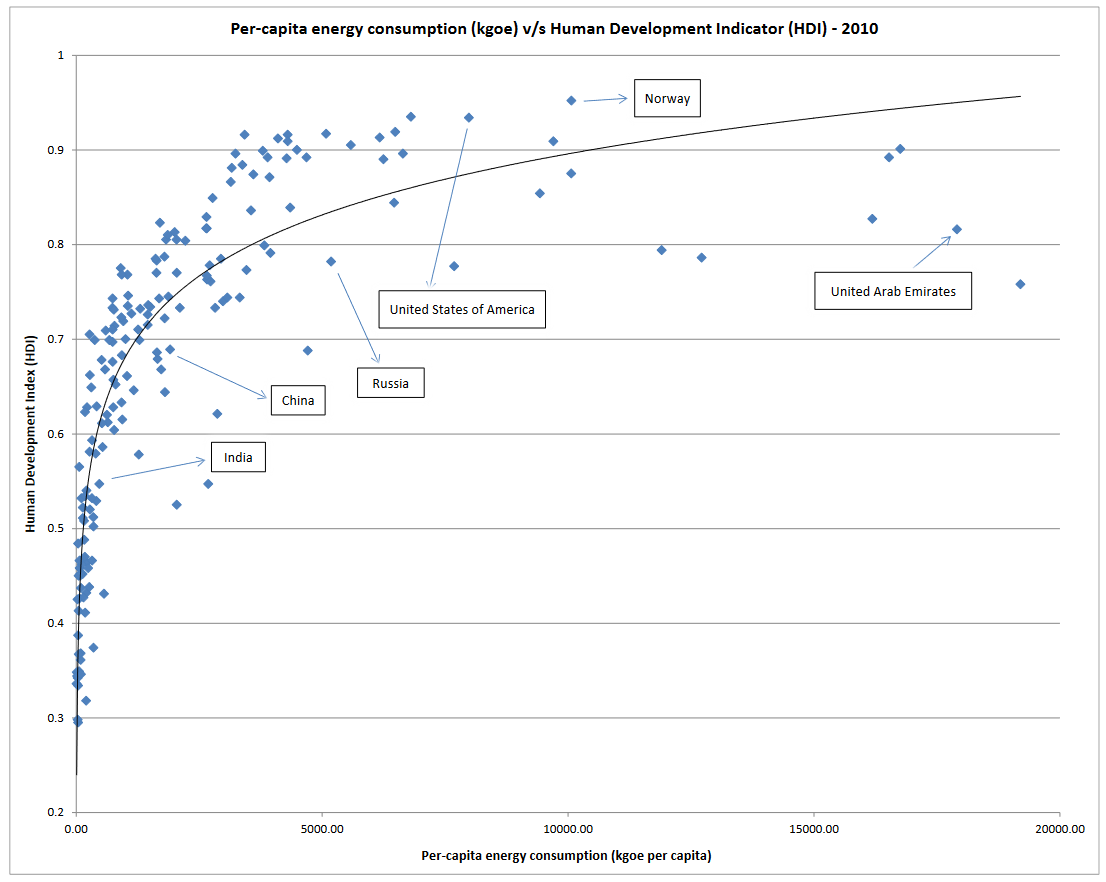 Per-capita energy consumption (kgoe) v/s Human Development Indicator (HDI) - 2010
Human Development Index (HDI)
1
0.9
0.8
0.7
0.6
0.5
0.4
0.3
0.2
Norway
United Arab Emirates
United States of America
Russia
China
India
0.00
5000.00
10000.00
15000.00
20000.00
Per-capita energy consumption (kgoe per capita)